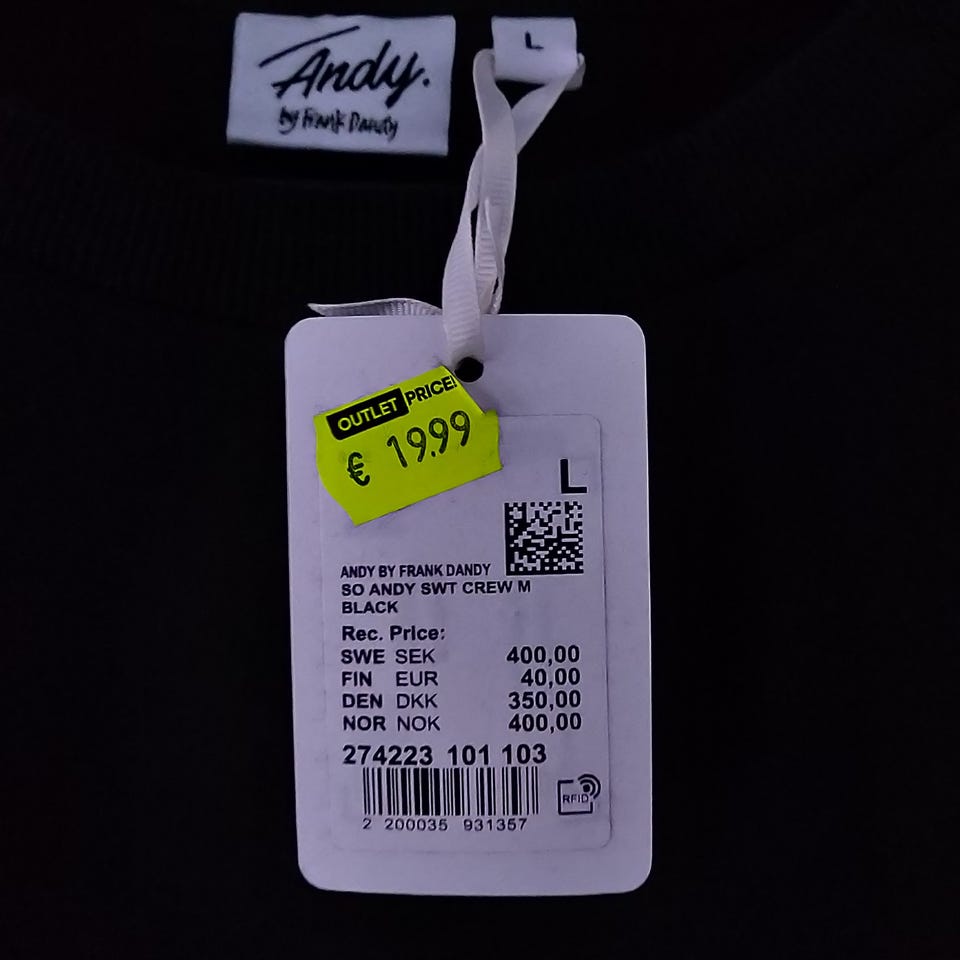 Andy.
by Frank Dandy
L
OUTLET PRICE!
€ 19.99
L
ANDY BY FRANK DANDY
SO ANDY SWT CREW M
BLACK
Rec. Price:
SWE SEK 400,00
FIN EUR 40,00
DEN DKK 350,00
NOR NOK 400,00
274223 101 103
RFID
2 200035 931357